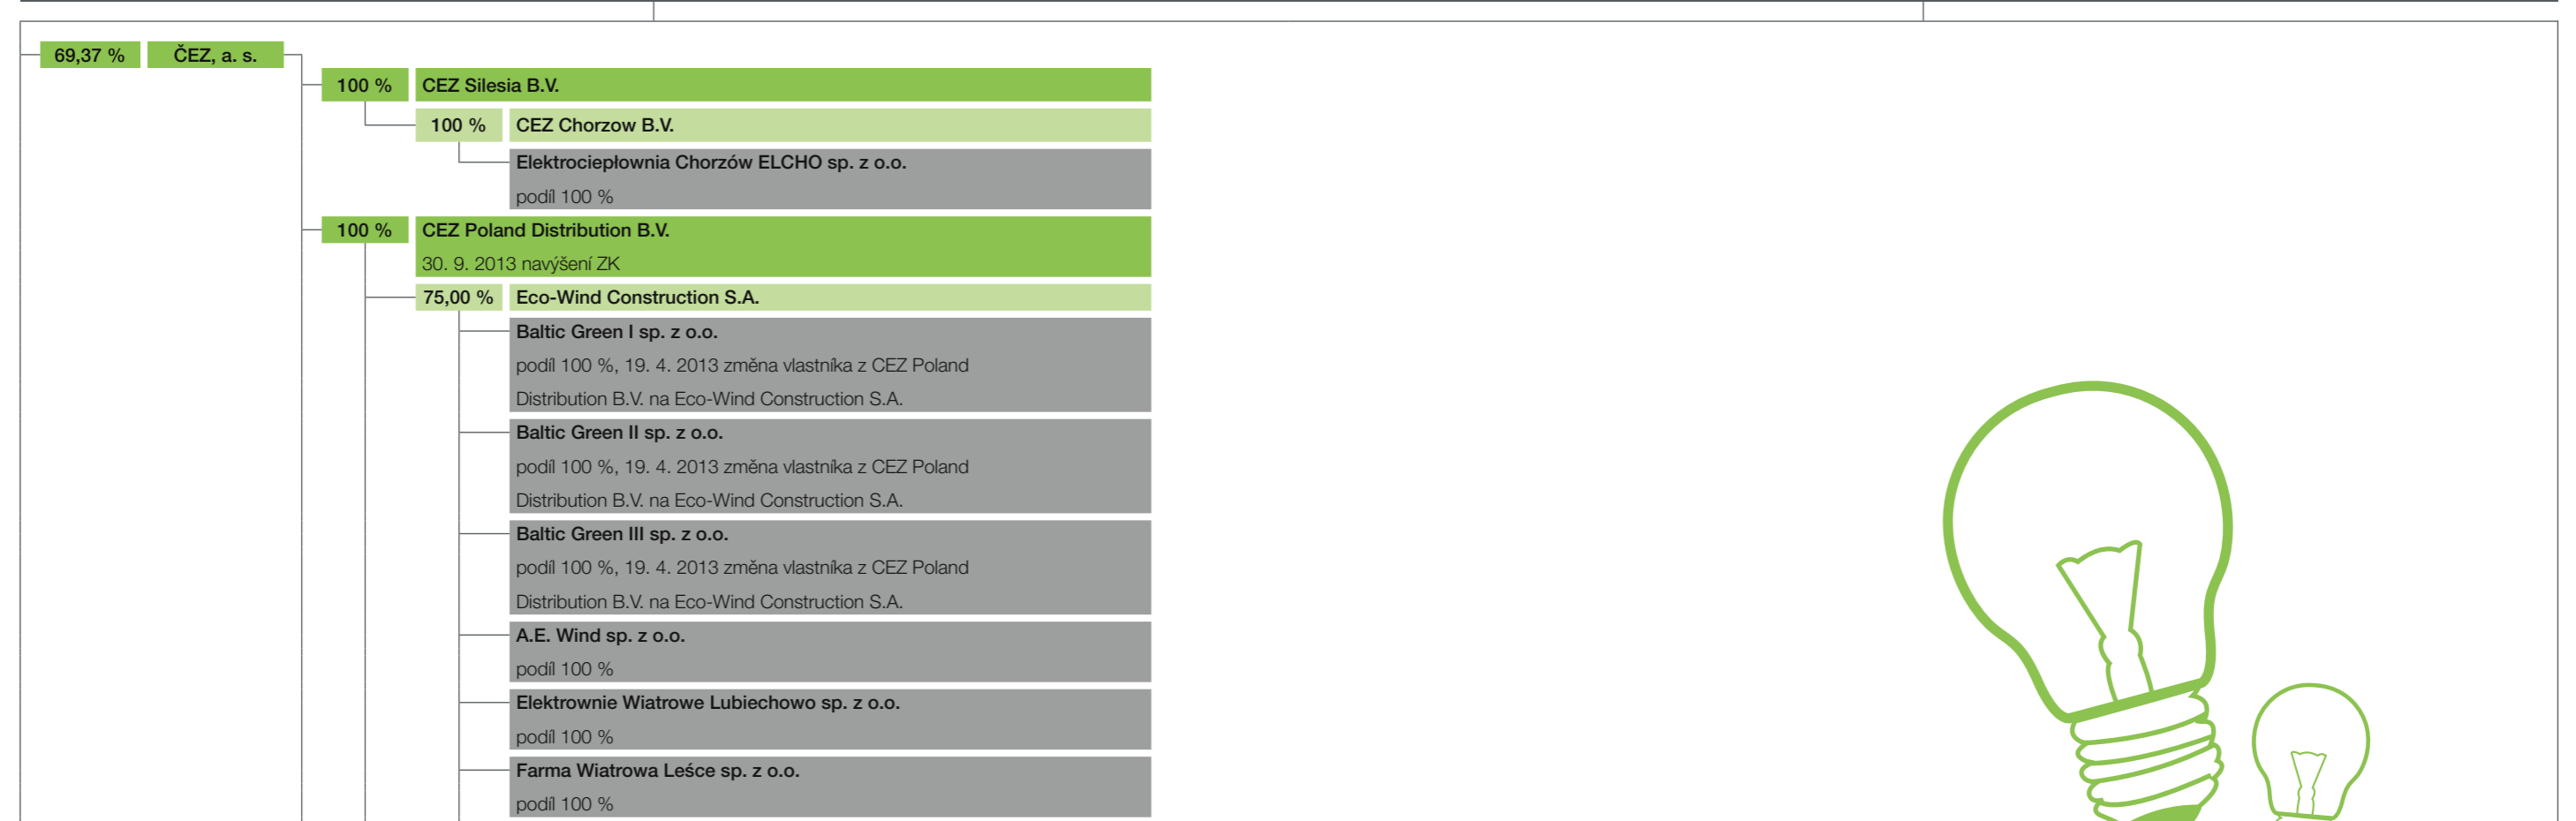 69,37 % ČEZ, a. s.
100 % CEZ Silesia B.V.
100 % CEZ Chorzow B.V.
Elektrociepłownia Chorzów ELCHO sp. z o.o.
podíl 100 %
100 % CEZ Poland Distribution B.V.
30. 9. 2013 navýšení ZK
75,00 % Eco-Wind Construction S.A.
Baltic Green I sp. z o.o.
podíl 100 %, 19. 4. 2013 změna vlastníka z CEZ Poland
Distribution B.V. na Eco-Wind Construction S.A.
Baltic Green II sp. z o.o.
podíl 100 %, 19. 4. 2013 změna vlastníka z CEZ Poland
Distribution B.V. na Eco-Wind Construction S.A.
Baltic Green III sp. z o.o.
podíl 100 %, 19. 4. 2013 změna vlastníka z CEZ Poland
Distribution B.V. na Eco-Wind Construction S.A.
A.E. Wind sp. z o.o.
podíl 100 %
Elektrownie Wiatrowe Lubiechowo sp. z o.o.
podíl 100 %
Farma Wiatrowa Leśce sp. z o.o.
podíl 100 %